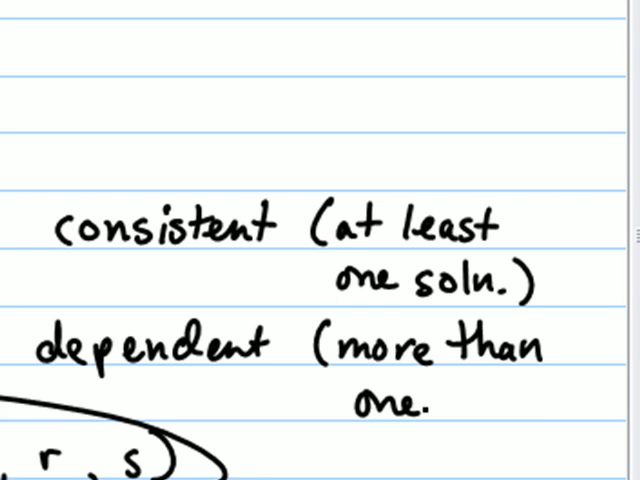 consistent (at least
one soln.)
dependent (more than
one.
, r , s)